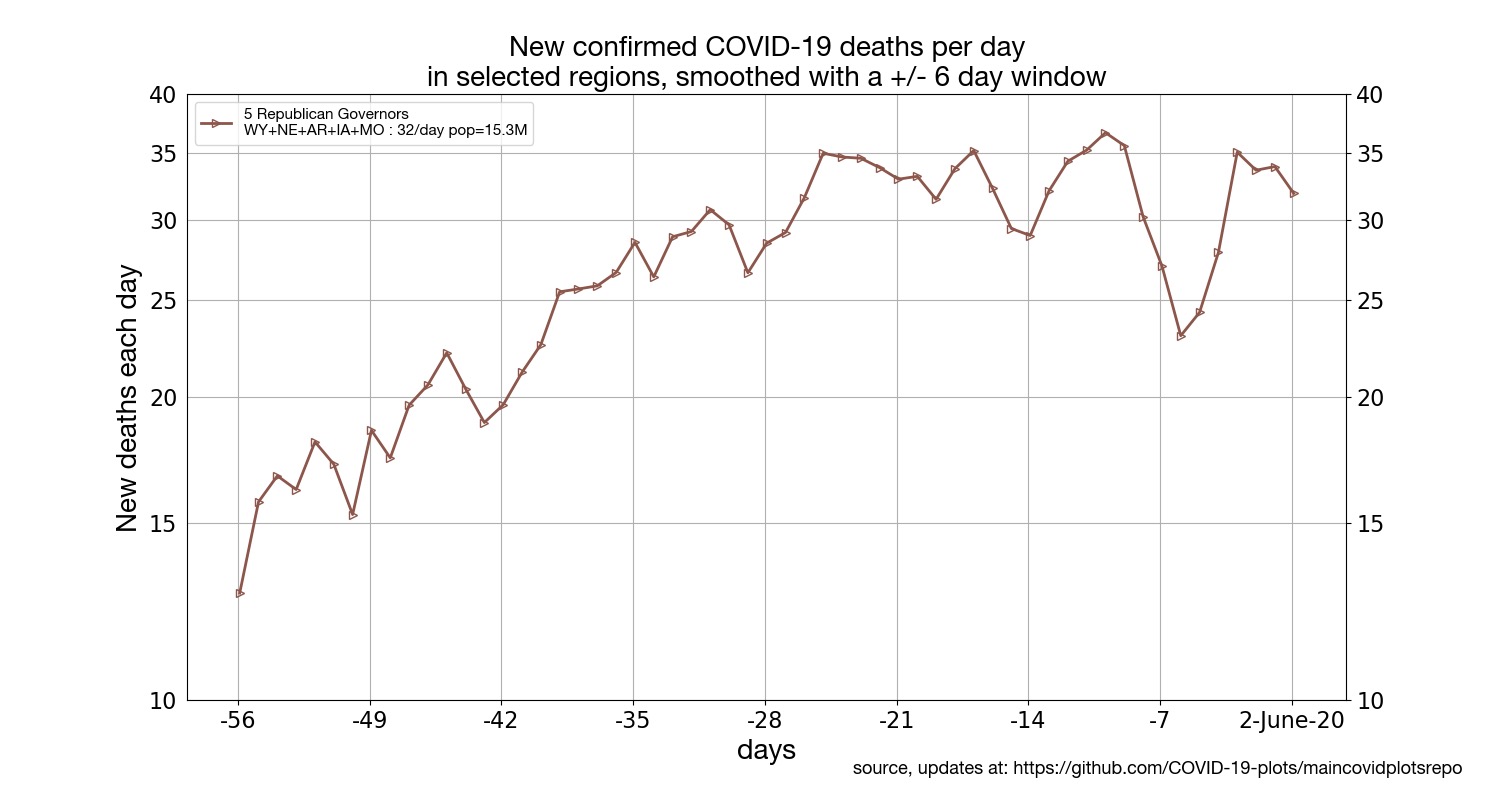 New confirmed COVID-19 deaths per day
in selected regions, smoothed with a +/- 6 day window
5 Republican Governors
WY+NE+AR+IA+MO : 32/day pop=15.3M
New deaths each day
40
35
30
25
20
15
10
40
35
30
25
20
15
10
-56 -49 -42 -35 -28 -21 -14 -7 2-June-20
days
source, updates at: https://github.com/COVID-19-plots/maincovidplotsrepo